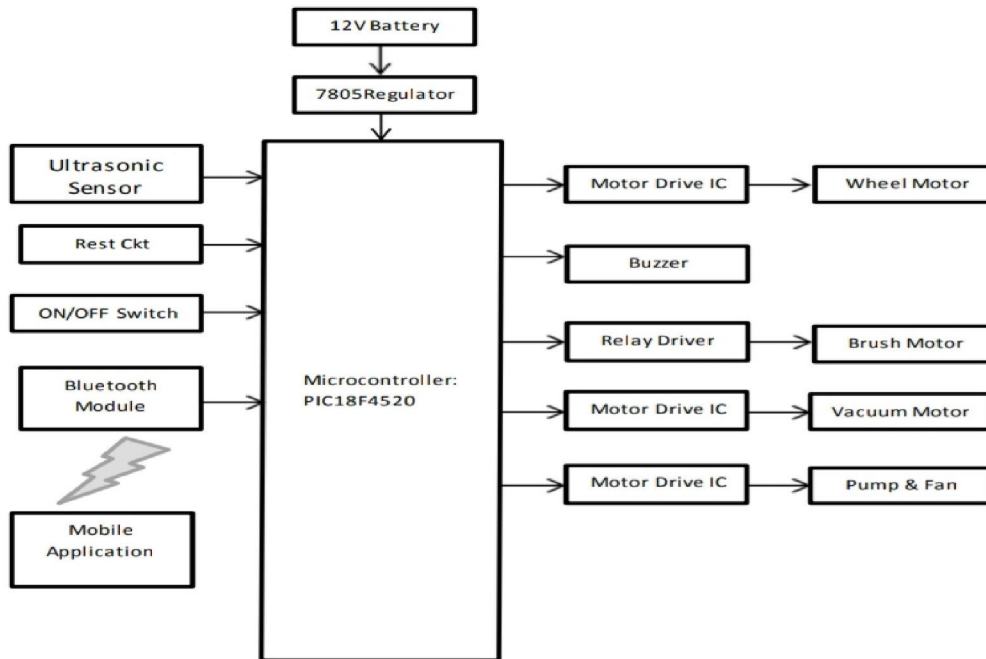 12V Battery
7805Regulator
Ultrasonic
Sensor
Rest Ckt
ON/OFF Switch
Bluetooth
Module
Mobile
Application
Microcontroller:
PIC18F4520
Motor Drive IC
Wheel Motor
Buzzer
Relay Driver
Brush Motor
Motor Drive IC
Vacuum Motor
Motor Drive IC
Pump & Fan